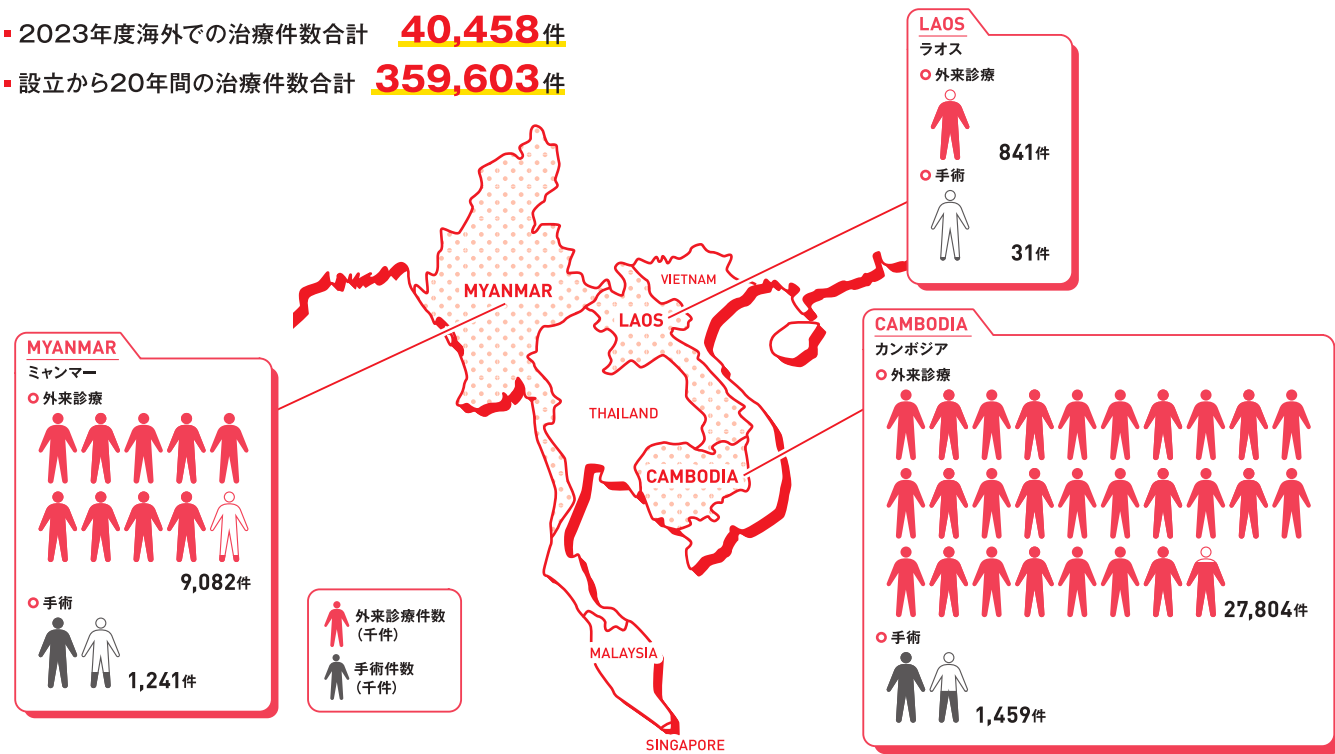 2023年度海外での治療件数合計 40,458件
設立から20年間の治療件数合計 359,603件
LAOS
ラオス
外来診療
841件
手術
31件
MYANMAR
VIETNAM
LAOS
THAILAND
CAMBODIA
MALAYSIA
SINGAPORE
MYANMAR
ミャンマー
外来診療
9,082件
手術
1,241件
外来診療件数
(千件)
手術件数
(千件)
CAMBODIA
カンボジア
外来診療
27,804件
手術
1,459件